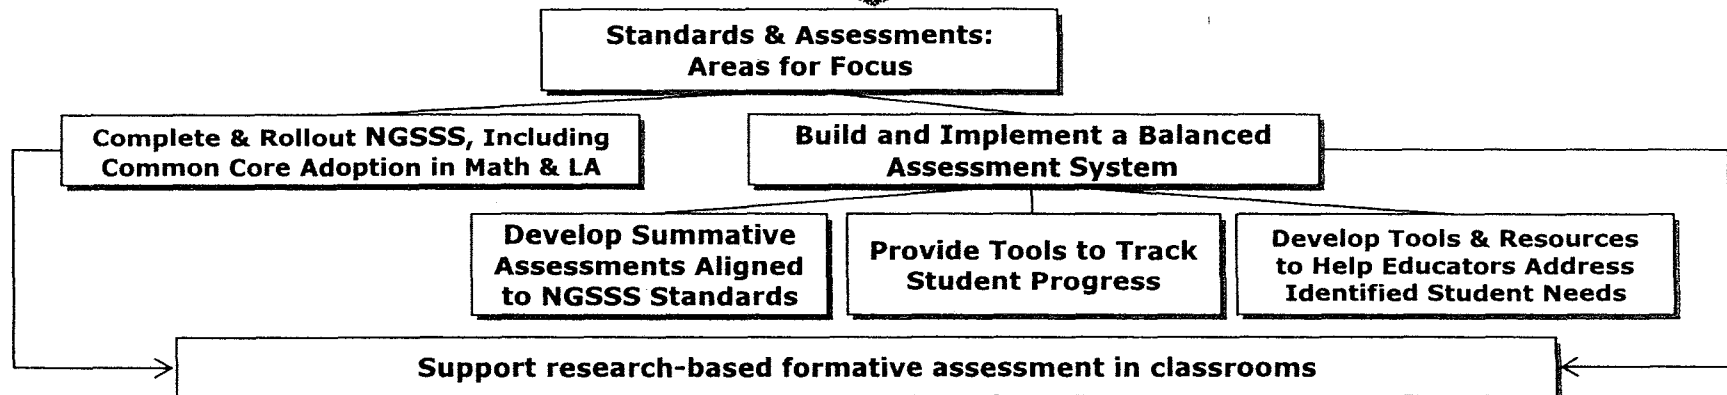 Standards & Assessments:
Areas for Focus
Complete & Rollout NGSSS, Including
Common Core Adoption in Math & LA
Build and Implement a Balanced
Assessment System
Develop Summative
Assessments Aligned
to NGSSS Standards
Provide Tools to Track
Student Progress
Develop Tools & Resources
to Help Educators Address
Identified Student Needs
Support research-based formative assessment in classrooms